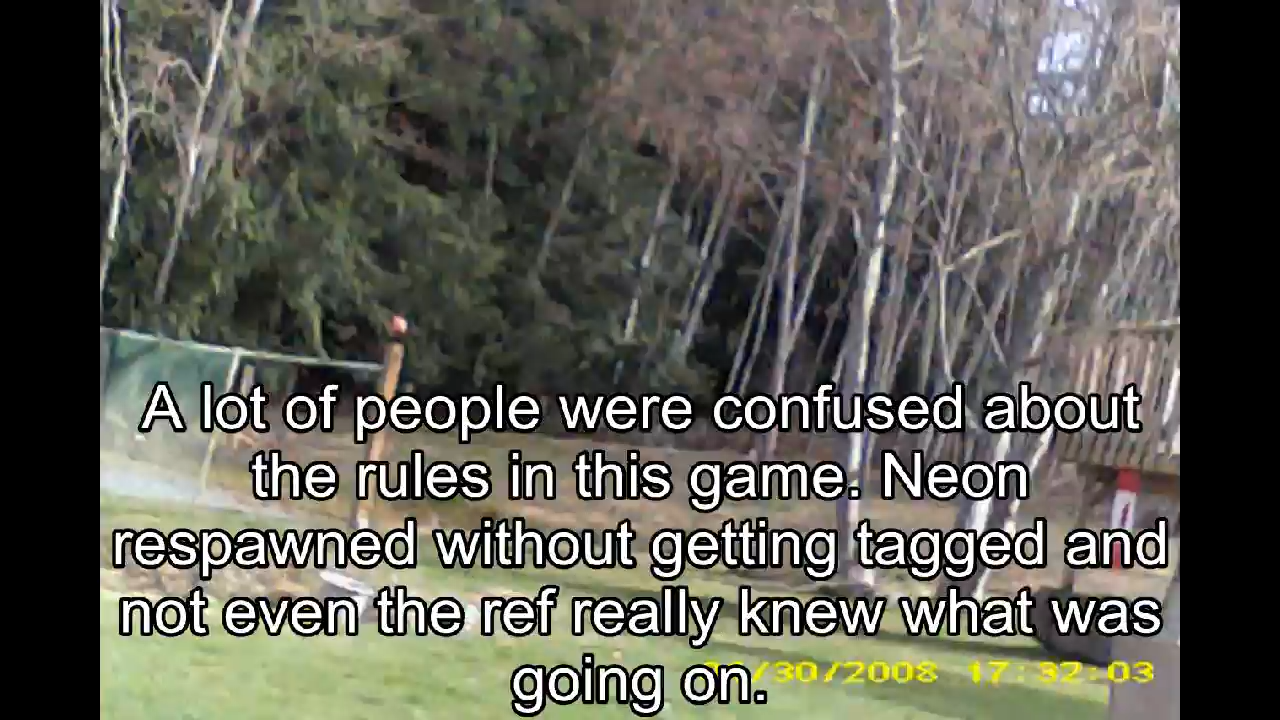 A lot of people were confused about
the rules in this game. Neon
respawned without getting tagged and
not even the ref really knew what was
going on.
/30/2008 17:32:03